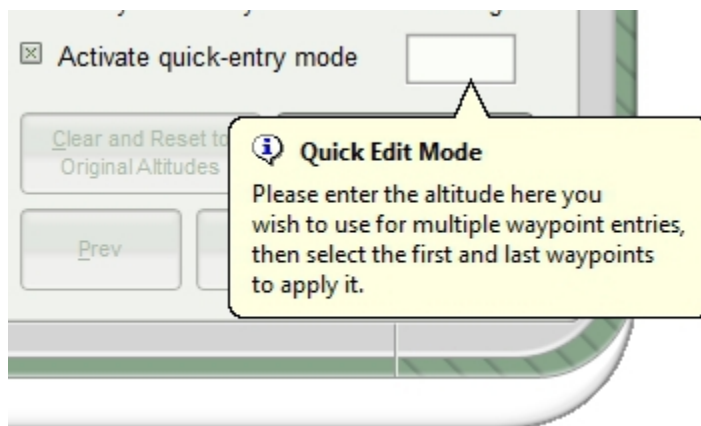 Activate quick-entry mode
Clear and Reset to
Original Altitudes
Quick Edit Mode
Please enter the altitude here you
wish to use for multiple waypoint entries,
then select the first and last waypoints
to apply it.
Prev